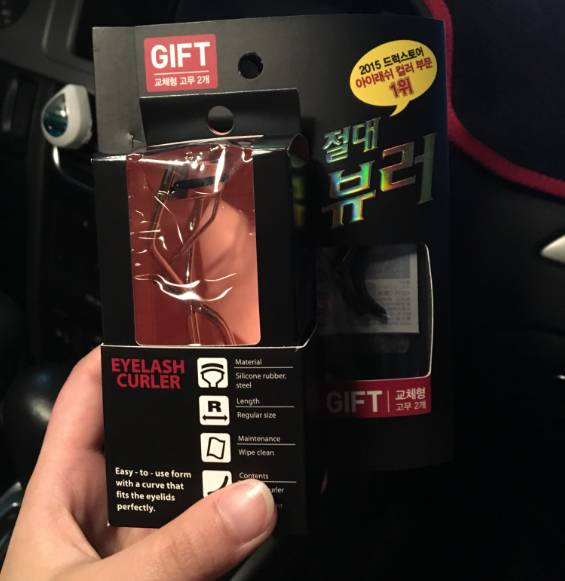 GIFT
교체형 고무 2개
2015 드럭스토어
아이래쉬 컬러 부문
1위
절대
뷰러
EYELASH
CURLER
Material
Silicone rubber,
steel
R
Length
Regular size
Maintenance
Wipe clean
Contents
Easy - to - use form
with a curve that
fits the eyelids
perfectly.
GIFT
교체형
고무 2개